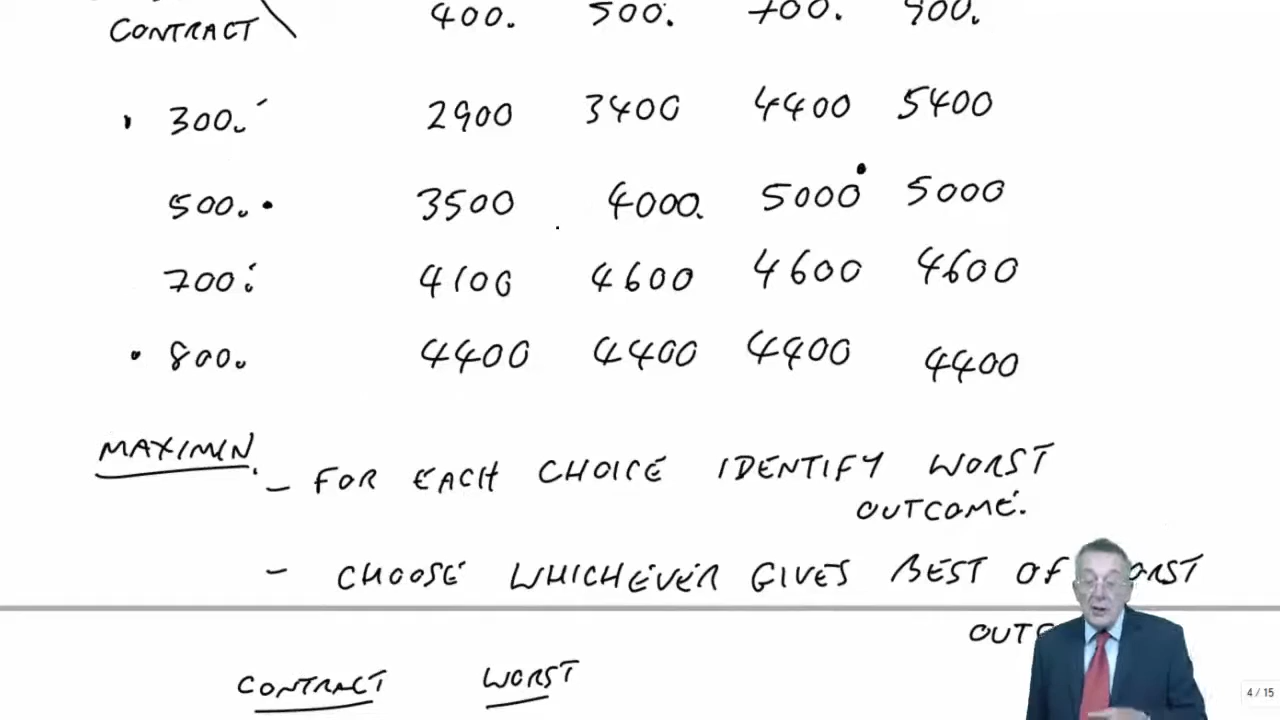 CONTRACT 400. 500. 700. 900.
300. 2900 3400 4400 5400
500. 3500 4000. 5000 5000
700. 4100 4600 4600 4600
800. 4400 4400 4400 4400
MAXIMIN. – FOR EACH CHOICE IDENTIFY WORST
OUTCOME.
– CHOOSE WHICHEVER GIVES BEST OF
CONTRACT WORST
4 / 15